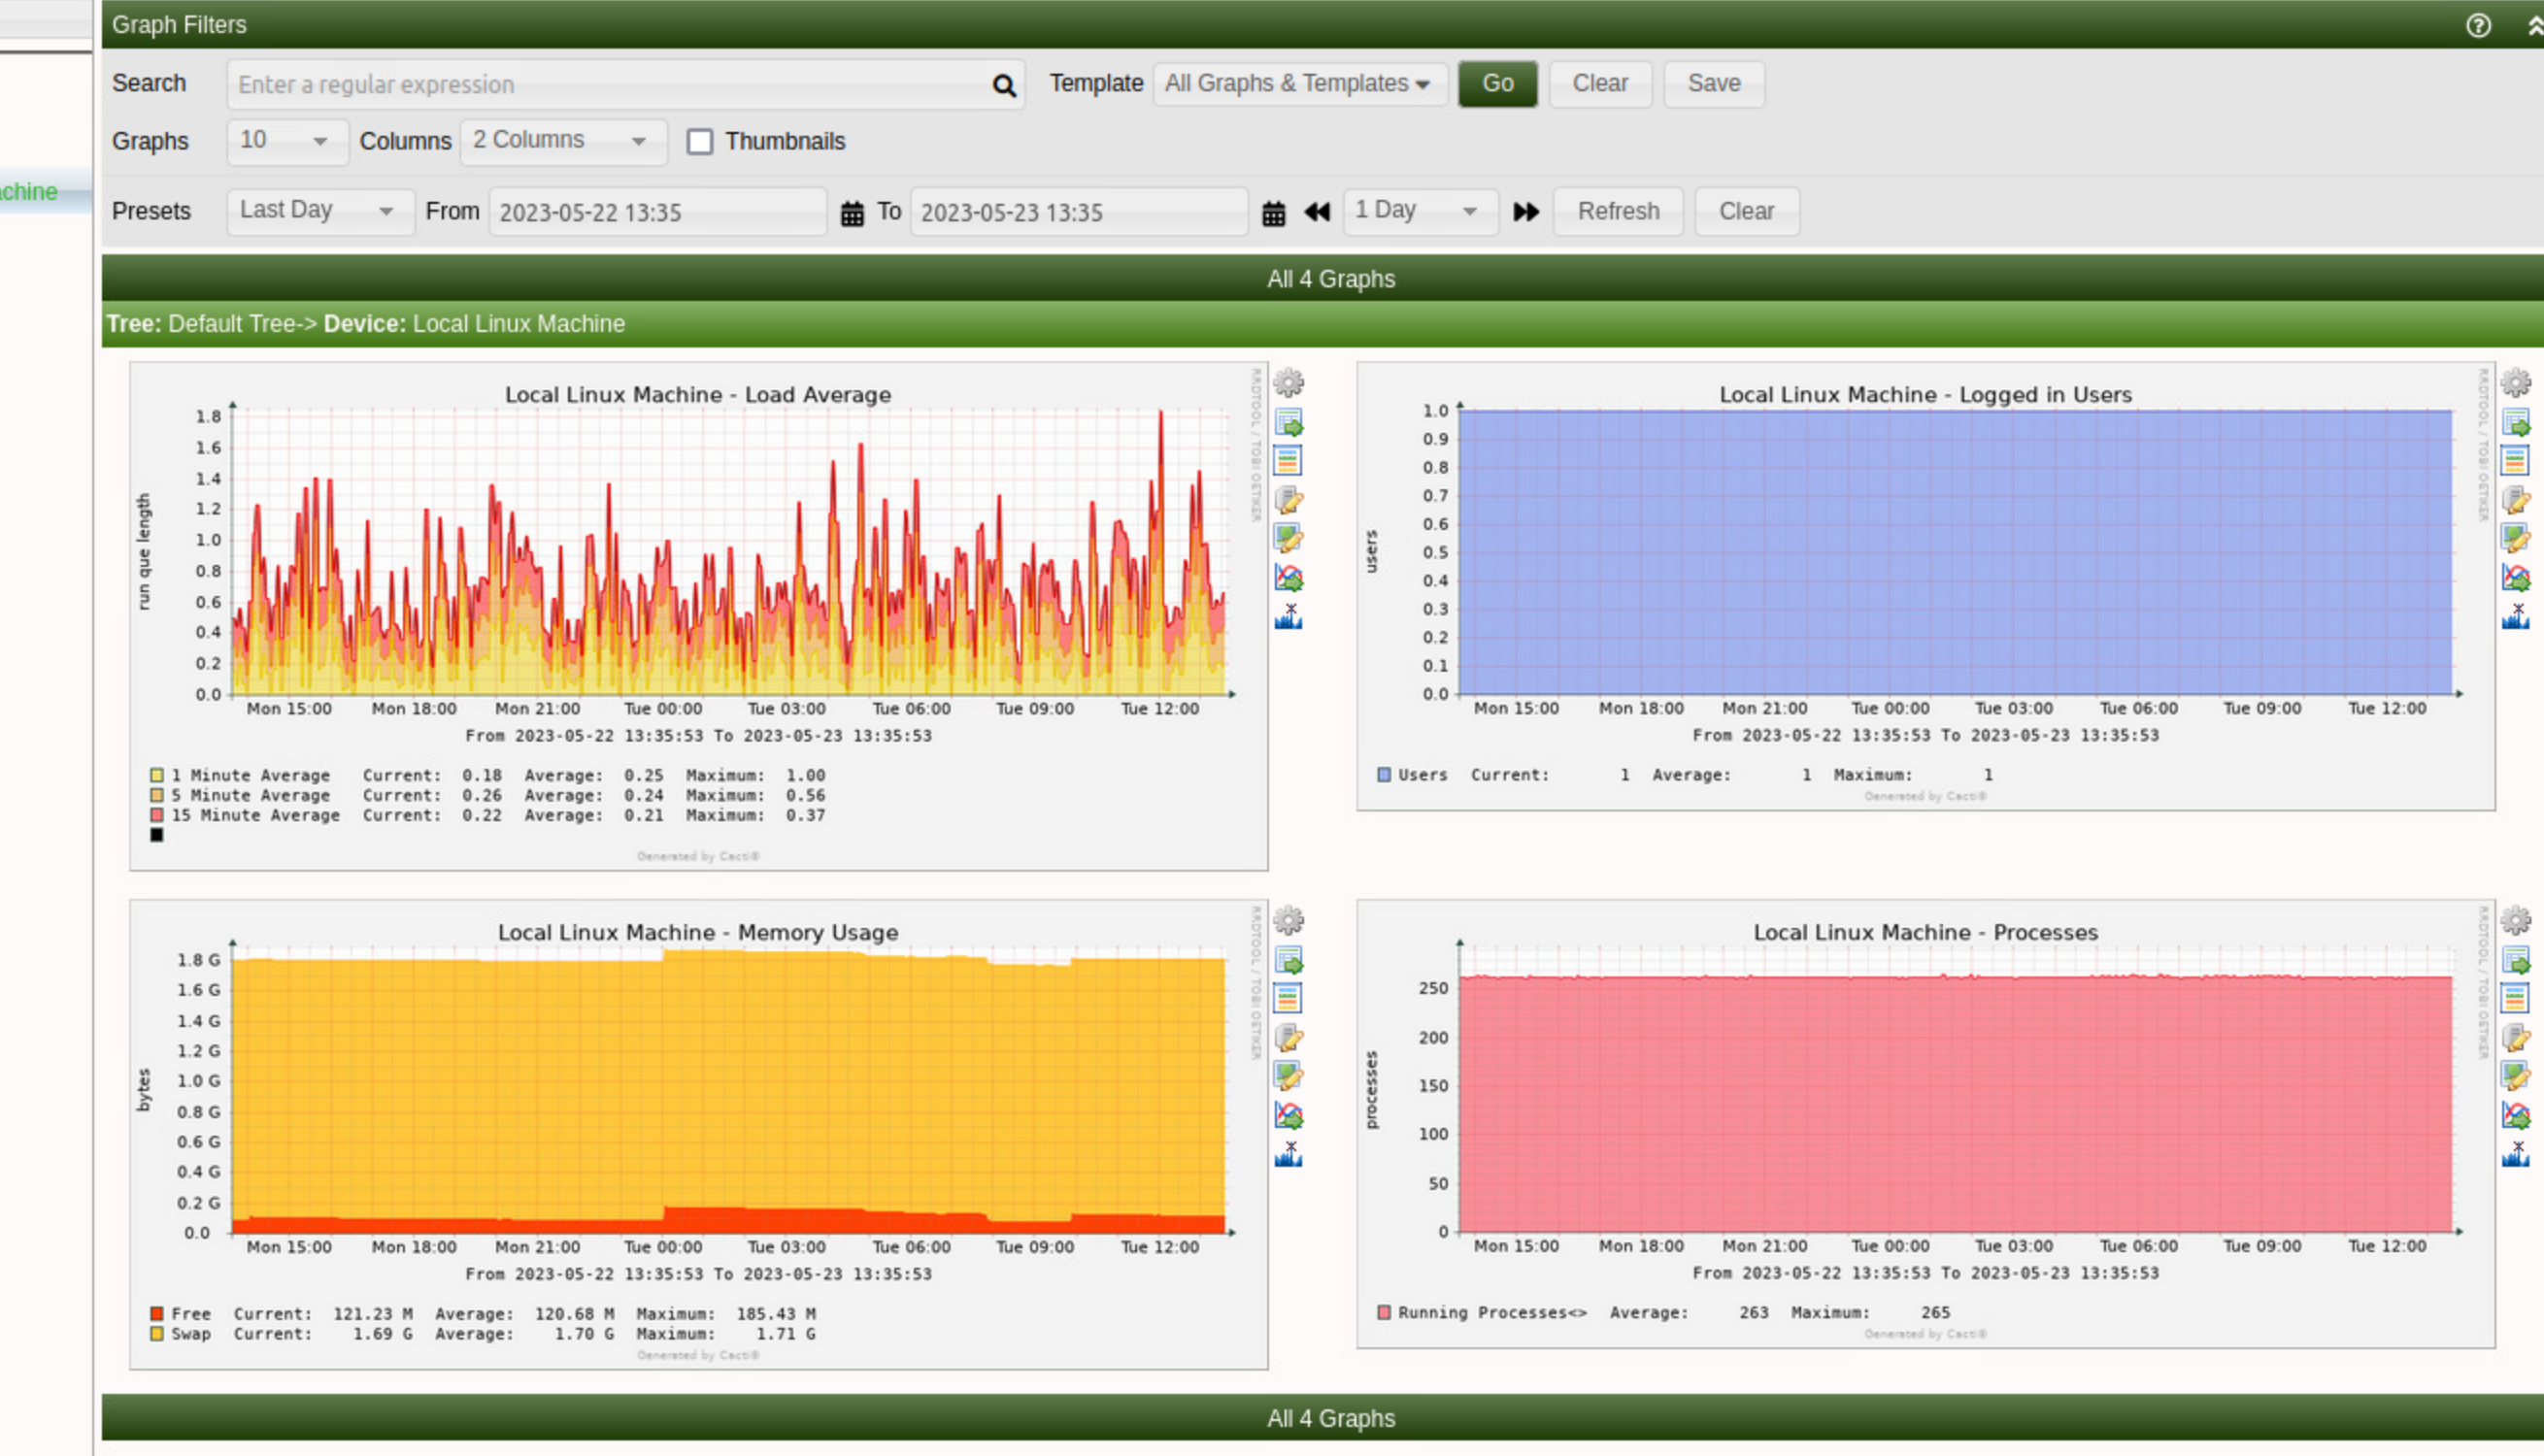 Graph Filters
Search Enter a regular expression Template All Graphs & Templates Go Clear Save
Graphs 10 Columns 2 Columns Thumbnails
achine
Presets Last Day From 2023-05-22 13:35 To 2023-05-23 13:35 1 Day Refresh Clear
All 4 Graphs
Tree: Default Tree-> Device: Local Linux Machine
Local Linux Machine - Load Average
RRDTOOL / TOBI OETIKER
run que length
1.8
1.6
1.4
1.2
1.0
0.8
0.6
0.4
0.2
0.0
Mon 15:00 Mon 18:00 Mon 21:00 Tue 00:00 Tue 03:00 Tue 06:00 Tue 09:00 Tue 12:00
From 2023-05-22 13:35:53 To 2023-05-23 13:35:53
1 Minute Average Current: 0.18 Average: 0.25 Maximum: 1.00
5 Minute Average Current: 0.26 Average: 0.24 Maximum: 0.56
15 Minute Average Current: 0.22 Average: 0.21 Maximum: 0.37
Generated by Cacti®
Local Linux Machine - Logged in Users
RRDTOOL / TOBI OETIKER
users
1.0
0.9
0.8
0.7
0.6
0.5
0.4
0.3
0.2
0.1
0.0
Mon 15:00 Mon 18:00 Mon 21:00 Tue 00:00 Tue 03:00 Tue 06:00 Tue 09:00 Tue 12:00
From 2023-05-22 13:35:53 To 2023-05-23 13:35:53
Users Current: 1 Average: 1 Maximum: 1
Generated by Cacti®
Local Linux Machine - Memory Usage
RRDTOOL / TOBI OETIKER
bytes
1.8 G
1.6 G
1.4 G
1.2 G
1.0 G
0.8 G
0.6 G
0.4 G
0.2 G
0.0
Mon 15:00 Mon 18:00 Mon 21:00 Tue 00:00 Tue 03:00 Tue 06:00 Tue 09:00 Tue 12:00
From 2023-05-22 13:35:53 To 2023-05-23 13:35:53
Free Current: 121.23 M Average: 120.68 M Maximum: 185.43 M
Swap Current: 1.69 G Average: 1.70 G Maximum: 1.71 G
Generated by Cacti®
Local Linux Machine - Processes
RRDTOOL / TOBI OETIKER
processes
250
200
150
100
50
0
Mon 15:00 Mon 18:00 Mon 21:00 Tue 00:00 Tue 03:00 Tue 06:00 Tue 09:00 Tue 12:00
From 2023-05-22 13:35:53 To 2023-05-23 13:35:53
Running Processes<> Average: 263 Maximum: 265
Generated by Cacti®
All 4 Graphs